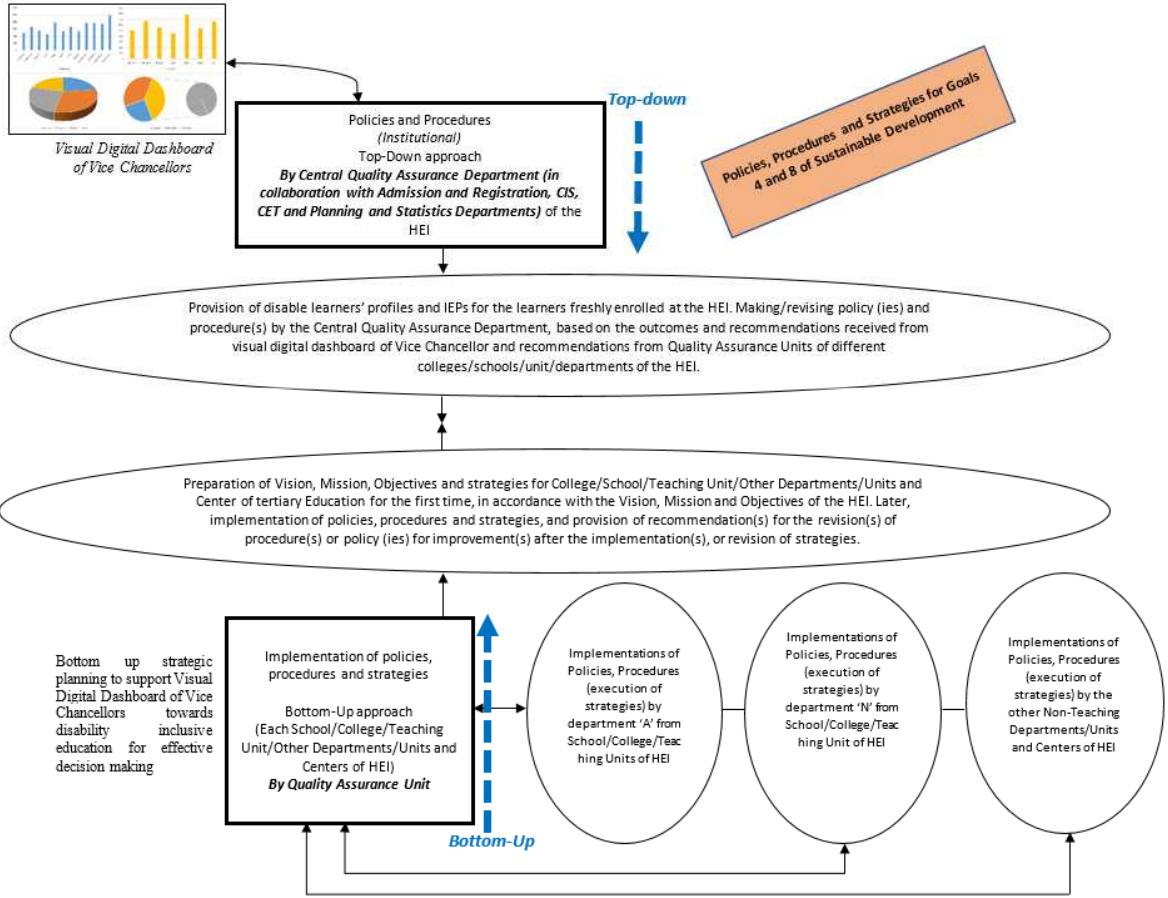 Visual Digital Dashboard
of Vice Chancellors
Policies and Procedures
(Institutional)
Top-Down approach
By Central Quality Assurance Department (in
collaboration with Admission and Registration, CIS,
CET and Planning and Statistics Departments) of the
HEI
Top-down
Policies, Procedures and Strategies for Goals
4 and 8 of Sustainable Development
Provision of disable learners' profiles and IEPs for the learners freshly enrolled at the HEI. Making/revising policy (ies) and
procedure(s) by the Central Quality Assurance Department, based on the outcomes and recommendations received from
visual digital dashboard of Vice Chancellor and recommendations from Quality Assurance Units of different
colleges/schools/unit/departments of the HEI.
Preparation of Vision, Mission, Objectives and strategies for College/School/Teaching Unit/Other Departments/Units and
Center of tertiary Education for the first time, in accordance with the Vision, Mission and Objectives of the HEI. Later,
implementation of policies, procedures and strategies, and provision of recommendation(s) for the revision(s) of
procedure(s) or policy (ies) for improvement(s) after the implementation(s), or revision of strategies.
Bottom up strategic
planning to support Visual
Digital Dashboard of Vice
Chancellors towards
disability inclusive
education for effective
decision making
Implementation of policies,
procedures and strategies
Bottom-Up approach
(Each School/College/Teaching
Unit/Other Departments/Units and
Centers of HEI)
By Quality Assurance Unit
Bottom-Up
Implementations of
Policies, Procedures
(execution of
strategies) by
department 'A' from
School/College/Teac
hing Units of HEI
Implementations of
Policies, Procedures
(execution of
strategies) by
department 'N' from
School/College/Teac
hing Unit of HEI
Implementations of
Policies, Procedures
(execution of
strategies) by the
other Non-Teaching
Departments/Units
and Centers of HEI